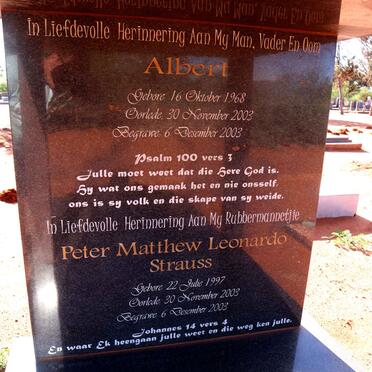 In Liefdevolle Herinnering Aan My Man, Vader En Oom
Albert
Gebore: 16 Oktober 1968
Oorlede: 30 November 2003
Begrawe: 6 Desember 2003
Psalm 100 vers 3
Julle moet weet dat die Here God is.
Hy wat ons gemaak het en nie onsself,
ons is sy volk en die skape van sy weide.
In Liefdevolle Herinnering Aan My Rubbermannetjie
Peter Matthew Leonardo
Strauss
Gebore: 22 Julie 1997
Oorlede: 30 November 2003
Begrawe: 6 Desember 2003
Johannes 14 vers 4
En waar Ek heengaan julle weet en die weg ken julle.